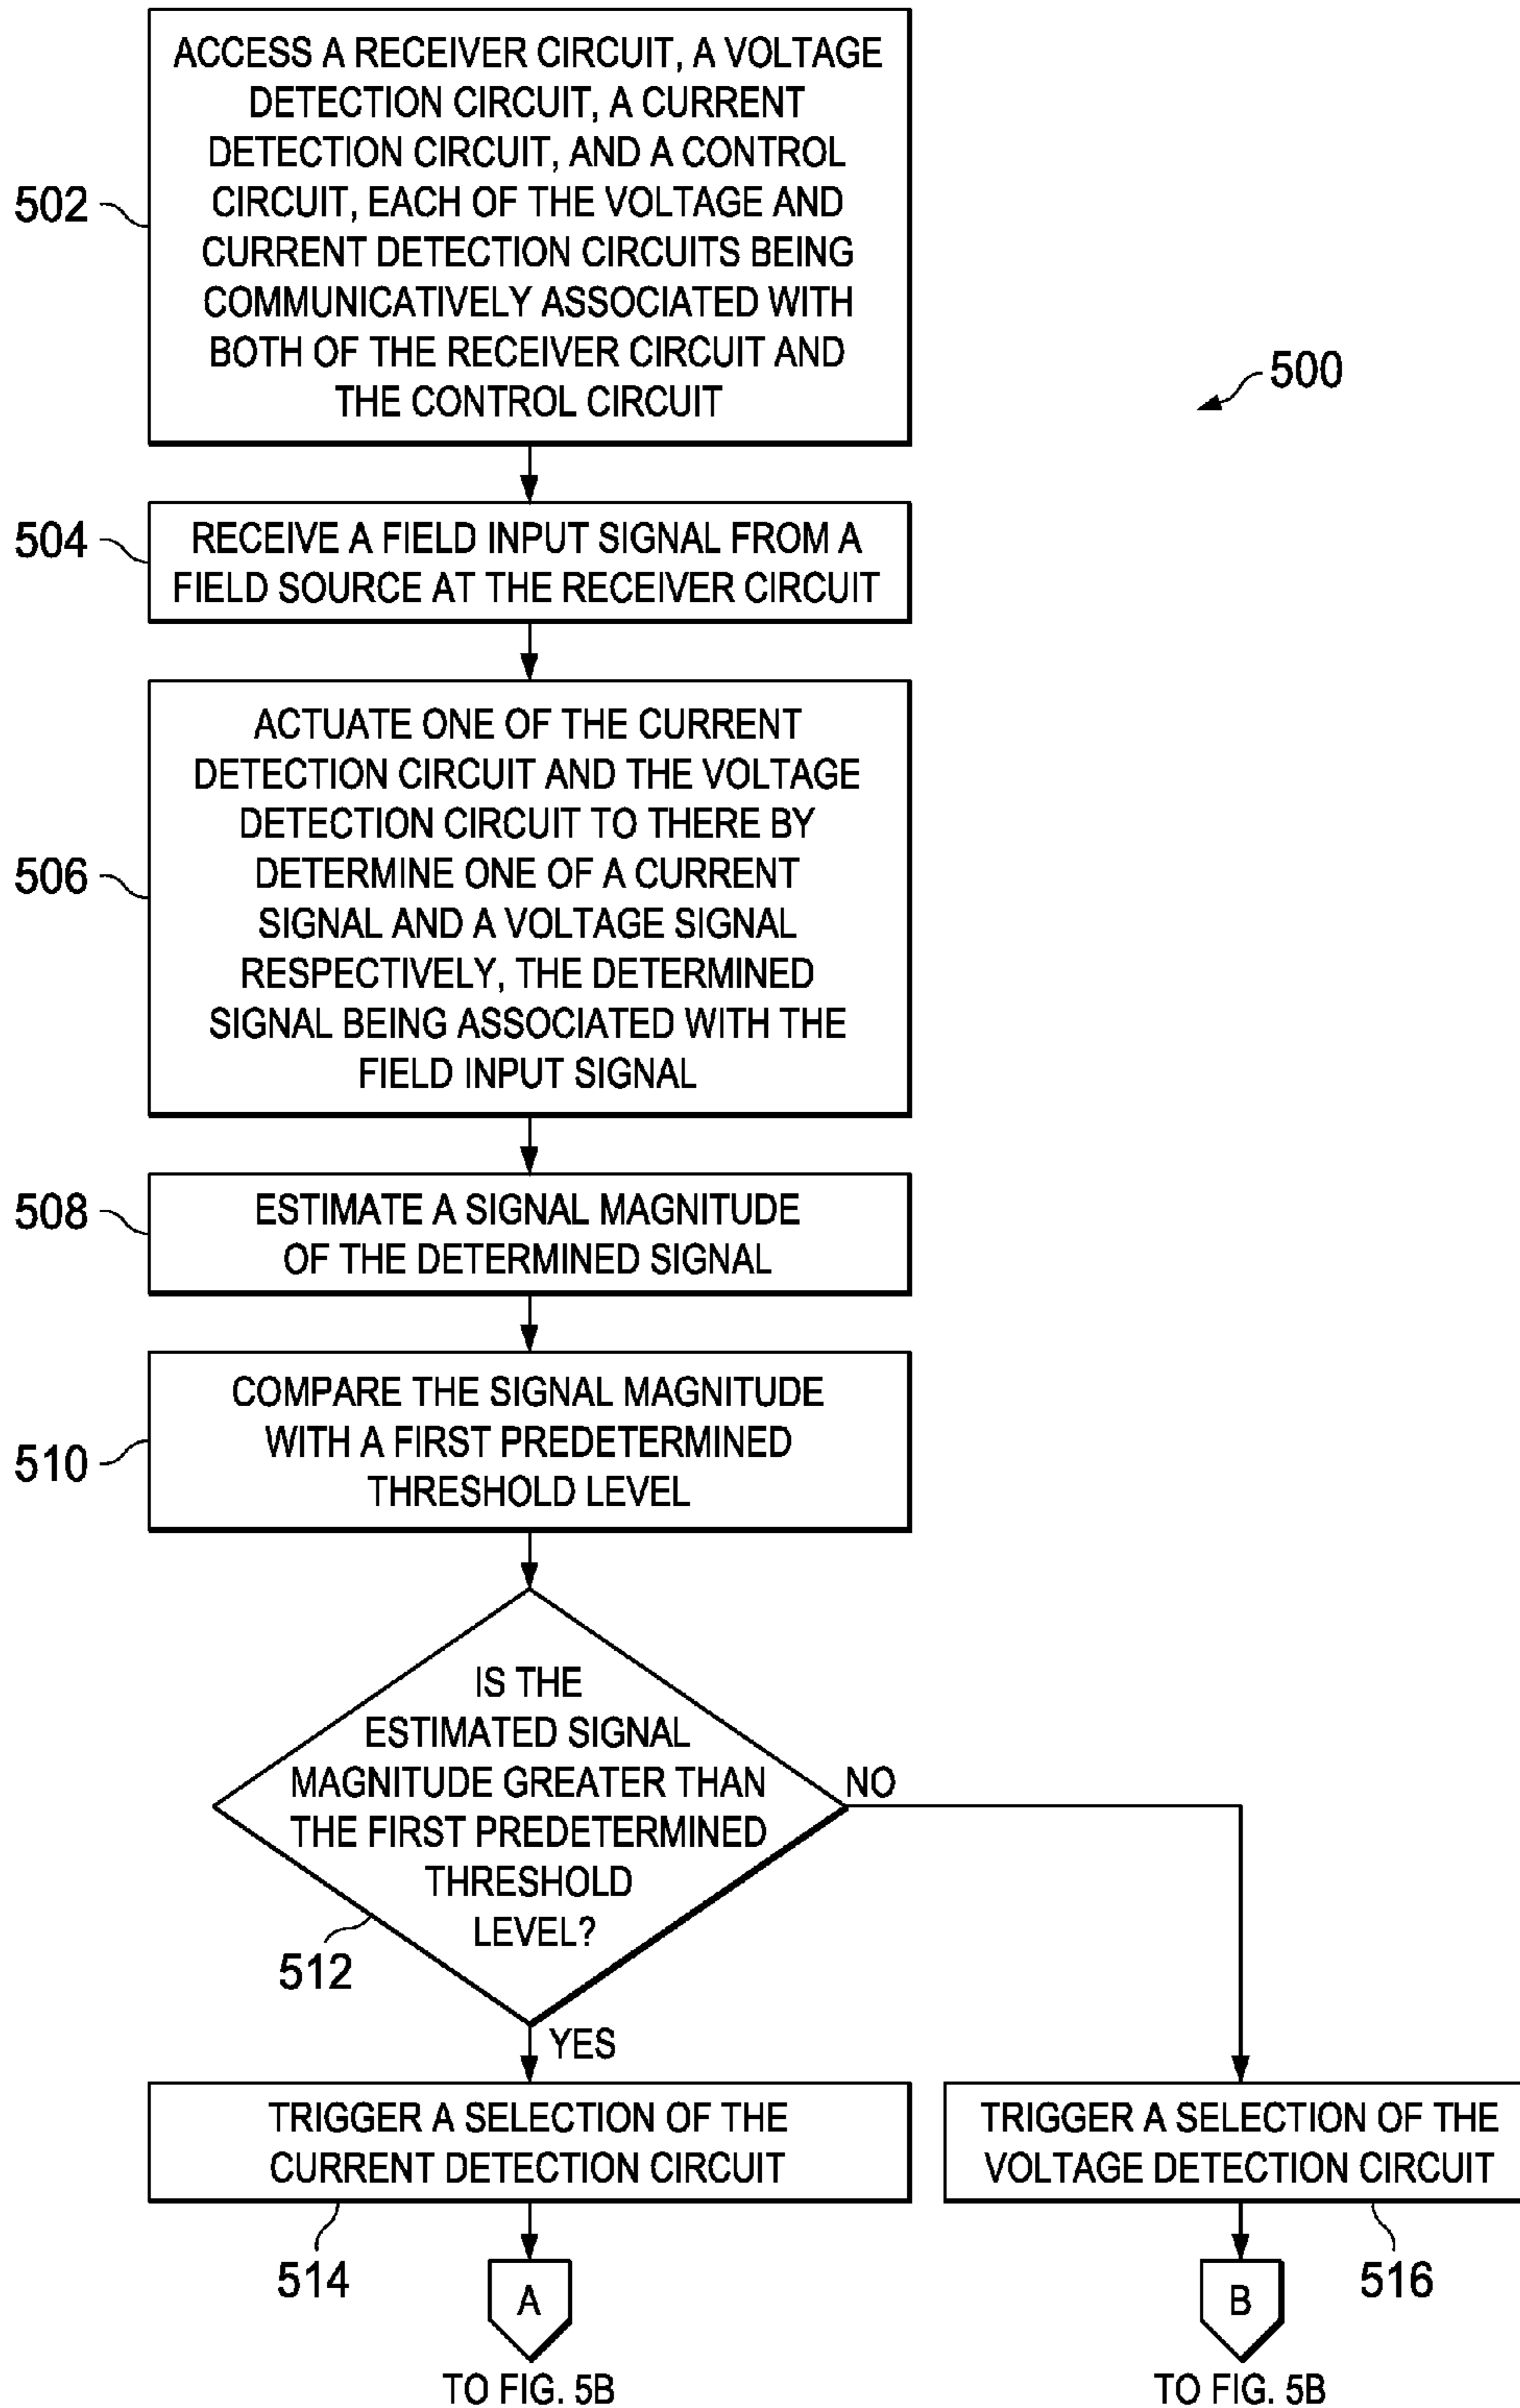 ACCESS A RECEIVER CIRCUIT, A VOLTAGE
DETECTION CIRCUIT, A CURRENT
DETECTION CIRCUIT, AND A CONTROL
CIRCUIT, EACH OF THE VOLTAGE AND
CURRENT DETECTION CIRCUITS BEING
COMMUNICATIVELY ASSOCIATED WITH
BOTH OF THE RECEIVER CIRCUIT AND
THE CONTROL CIRCUIT
502
500
RECEIVE A FIELD INPUT SIGNAL FROM A
FIELD SOURCE AT THE RECEIVER CIRCUIT
504
ACTUATE ONE OF THE CURRENT
DETECTION CIRCUIT AND THE VOLTAGE
DETECTION CIRCUIT TO THERE BY
DETERMINE ONE OF A CURRENT
SIGNAL AND A VOLTAGE SIGNAL
RESPECTIVELY, THE DETERMINED
SIGNAL BEING ASSOCIATED WITH THE
FIELD INPUT SIGNAL
506
ESTIMATE A SIGNAL MAGNITUDE
OF THE DETERMINED SIGNAL
508
COMPARE THE SIGNAL MAGNITUDE
WITH A FIRST PREDETERMINED
THRESHOLD LEVEL
510
IS THE
ESTIMATED SIGNAL
MAGNITUDE GREATER THAN
THE FIRST PREDETERMINED
THRESHOLD
LEVEL?
512
NO
YES
TRIGGER A SELECTION OF THE
CURRENT DETECTION CIRCUIT
514
A
TO FIG. 5B
TRIGGER A SELECTION OF THE
VOLTAGE DETECTION CIRCUIT
516
B
TO FIG. 5B